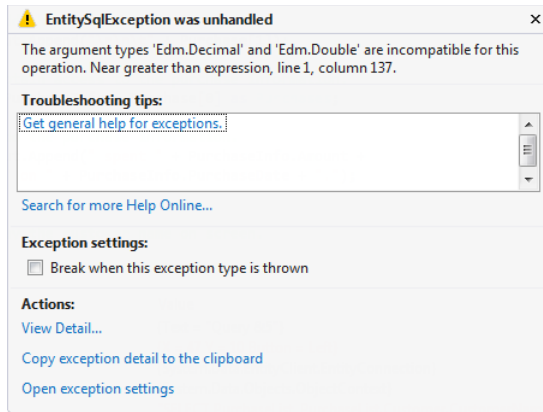 EntitySqlException was unhandled
The argument types 'Edm.Decimal' and 'Edm.Double' are incompatible for this
operation. Near greater than expression, line 1, column 137.
Troubleshooting tips:
Get general help for exceptions.
Search for more Help Online...
Exception settings:
Break when this exception type is thrown
Actions:
View Detail...
Copy exception detail to the clipboard
Open exception settings